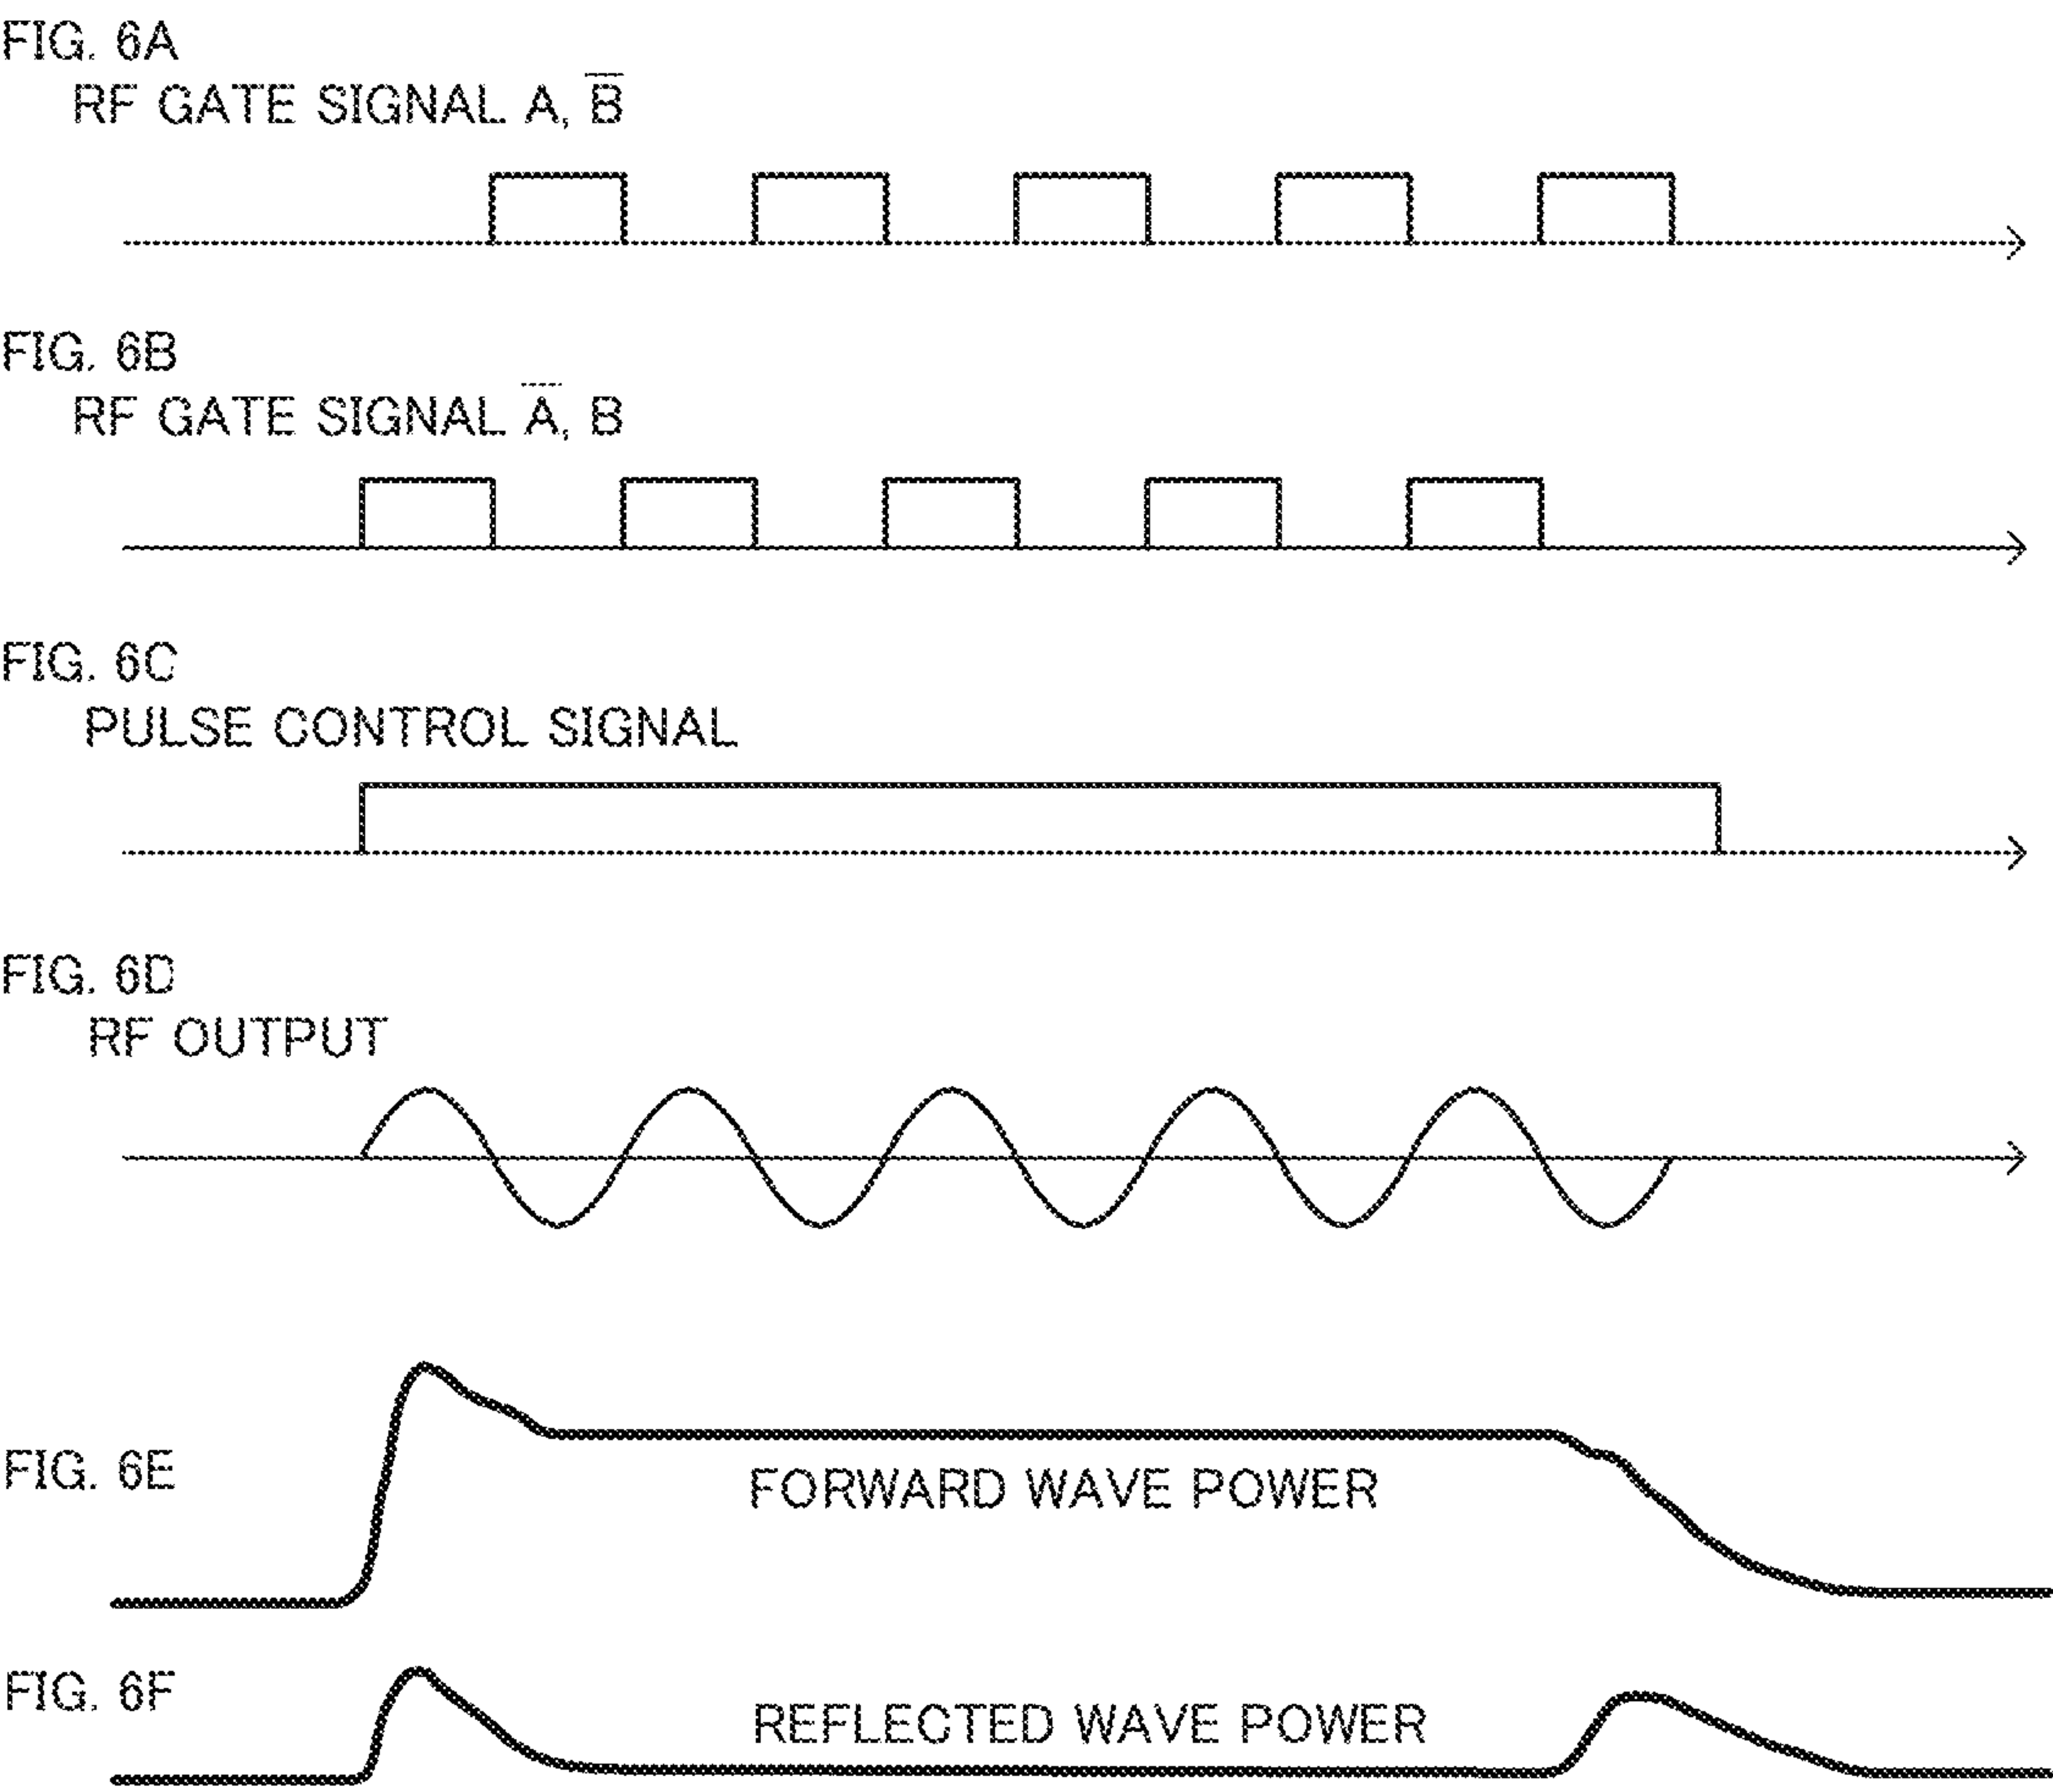 FIG. 6A
RF GATE SIGNAL A, B̅
FIG. 6B
RF GATE SIGNAL A̅, B
FIG. 6C
PULSE CONTROL SIGNAL
FIG. 6D
RF OUTPUT
FIG. 6E
FORWARD WAVE POWER
FIG. 6F
REFLECTED WAVE POWER